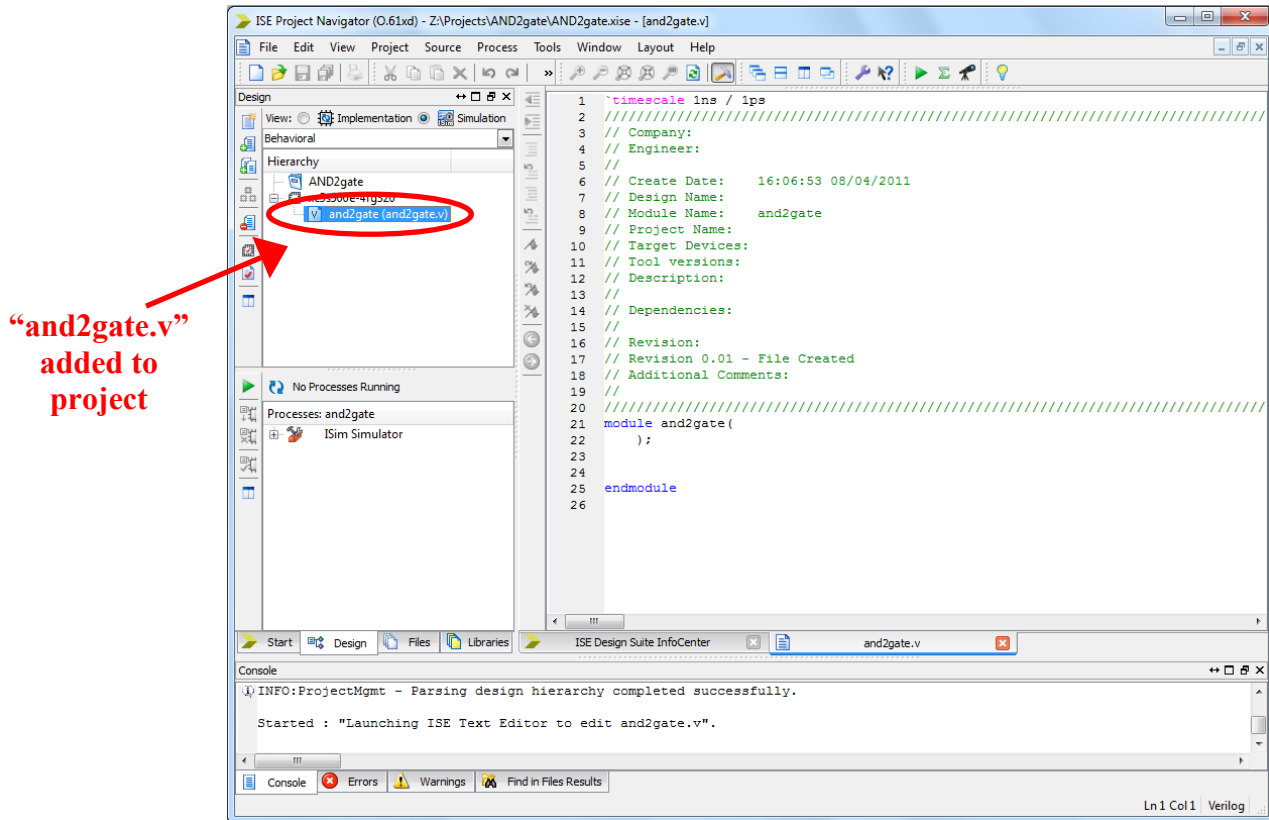 ISE Project Navigator (O.61xd) - Z:\Projects\AND2gate\AND2gate.xise - [and2gate.v]
File Edit View Project Source Process Tools Window Layout Help
»
Design
View: Implementation Simulation
Behavioral
Hierarchy
AND2gate
and2gate (and2gate.v)
“and2gate.v”
added to
project
No Processes Running
Processes: and2gate
ISim Simulator
Start Design Files Libraries
1 `timescale 1ns / 1ps
2 //////////////////////////////////////////////////////////////////////////////////
3 // Company:
4 // Engineer:
5 //
6 // Create Date:    16:06:53 08/04/2011
7 // Design Name:
8 // Module Name:    and2gate
9 // Project Name:
10 // Target Devices:
11 // Tool versions:
12 // Description:
13 //
14 // Dependencies:
15 //
16 // Revision:
17 // Revision 0.01 - File Created
18 // Additional Comments:
19 //
20 //////////////////////////////////////////////////////////////////////////////////
21 module and2gate(
22     );
23
24
25 endmodule
26
ISE Design Suite InfoCenter and2gate.v
Console
INFO:ProjectMgmt - Parsing design hierarchy completed successfully.
Started : "Launching ISE Text Editor to edit and2gate.v".
Console Errors Warnings Find in Files Results
Ln 1 Col 1 Verilog